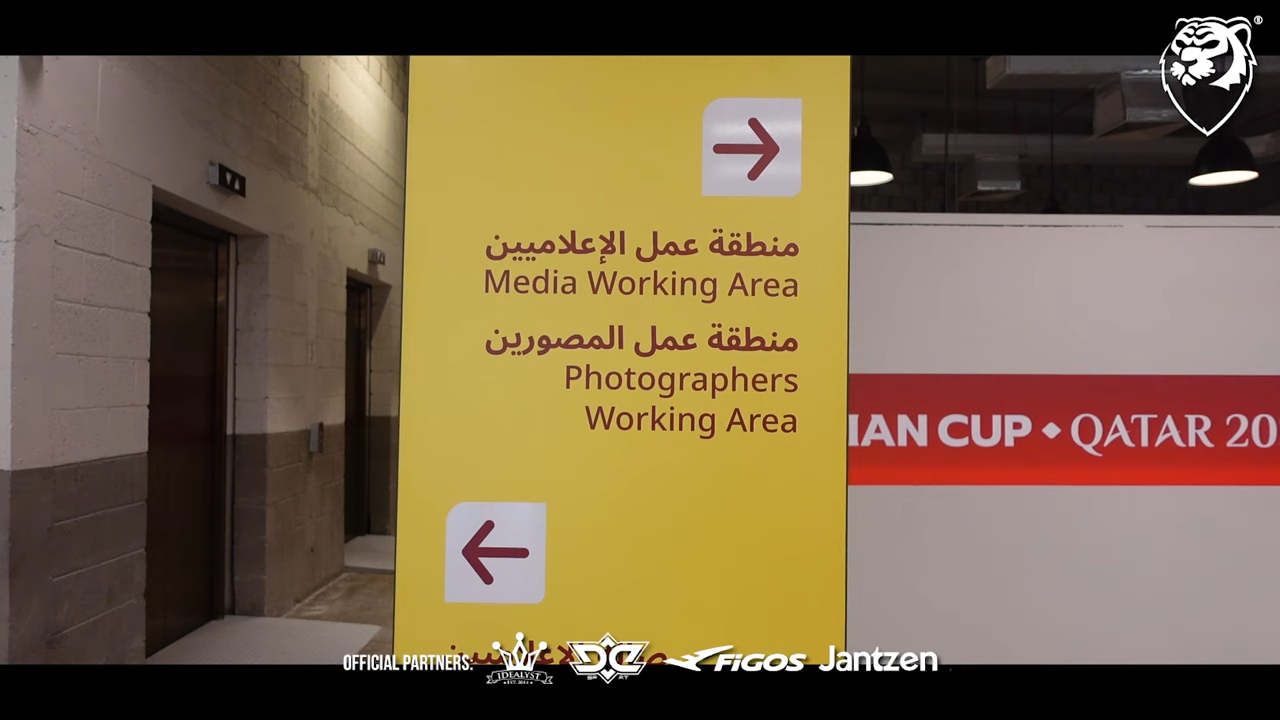 منطقة عمل الإعلاميين
Media Working Area
منطقة عمل المصورين
Photographers
Working Area
IAN CUP ◆ QATAR 20
OFFICIAL PARTNERS:
IDEALYST
FIGOS
Jantzen